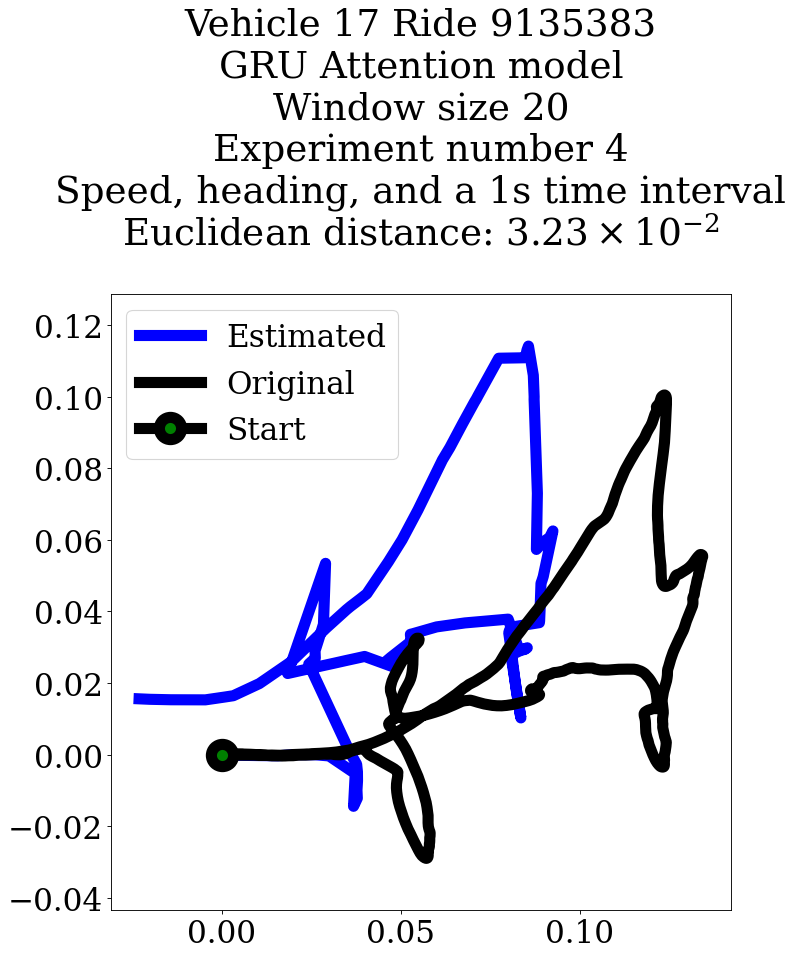 Vehicle 17 Ride 9135383
GRU Attention model
Window size 20
Experiment number 4
Speed, heading, and a 1s time interval
Euclidean distance: 3.23 × 10⁻²
Estimated
Original
Start
0.12
0.10
0.08
0.06
0.04
0.02
0.00
−0.02
−0.04
0.00 0.05 0.10